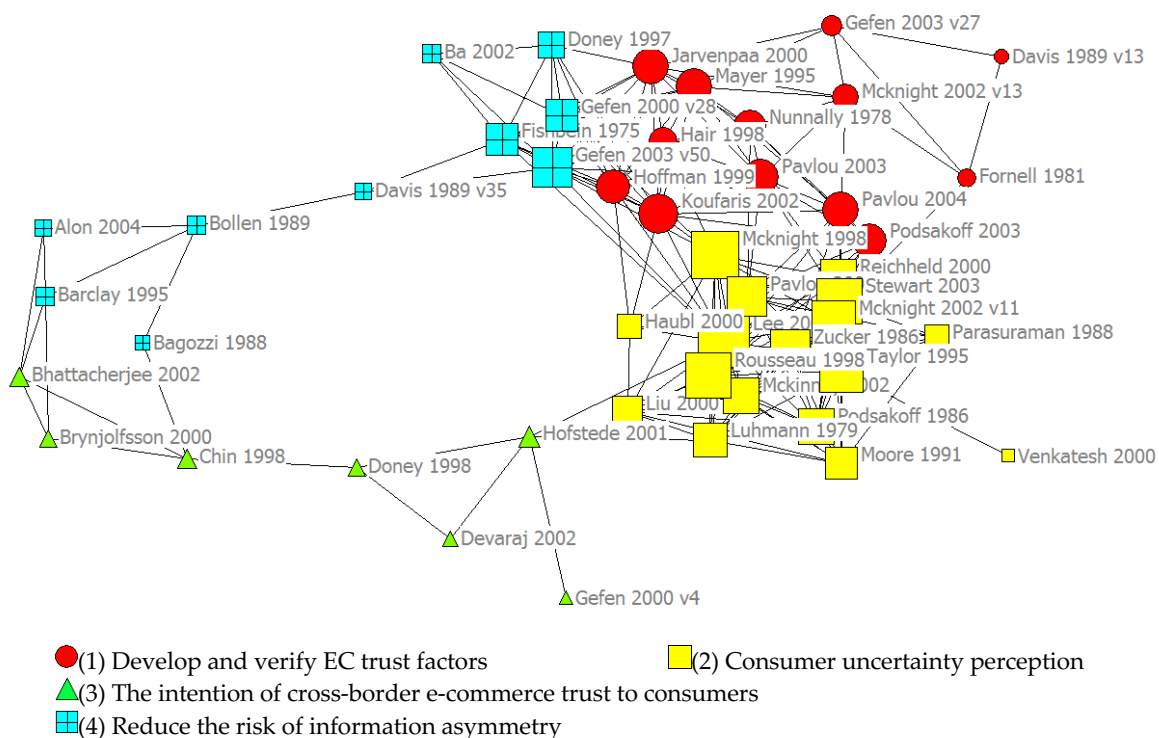 Gefen 2003 v27
Doney 1997
Ba 2002
Jarvenpaa 2000
Davis 1989 v13
Mayer 1995
Mcknight 2002 v13
Gefen 2000 v28
Nunnally 1978
Fishbein 1975
Hair 1998
Gefen 2003 v50
Pavlou 2003
Hoffman 1999
Fornell 1981
Davis 1989 v35
Koufaris 2002
Pavlou 2004
Bollen 1989
Alon 2004
Podsakoff 2003
Mcknight 1998
Reichheld 2000
Pavlo
Stewart 2003
Barclay 1995
Mcknight 2002 v11
Haubl 2000
Lee 20
Zucker 1986
Parasuraman 1988
Bagozzi 1988
Rousseau 1998
Taylor 1995
Bhattacherjee 2002
Mckinn 002
Liu 2000
Podsakoff 1986
Luhmann 1979
Brynjolfsson 2000
Hofstede 2001
Moore 1991
Venkatesh 2000
Chin 1998
Doney 1998
Devaraj 2002
Gefen 2000 v4
(1) Develop and verify EC trust factors
(2) Consumer uncertainty perception
(3) The intention of cross-border e-commerce trust to consumers
(4) Reduce the risk of information asymmetry